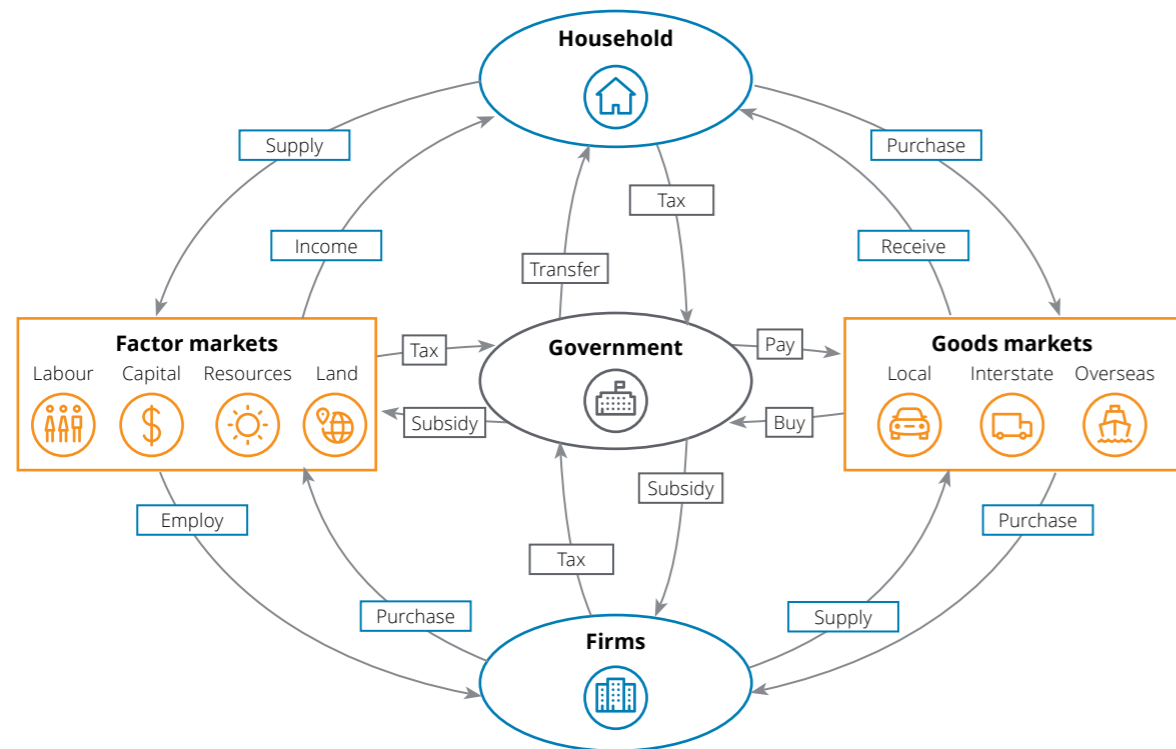 Household
Supply
Purchase
Tax
Income
Receive
Transfer
Factor markets
Labour Capital Resources Land
Tax
Government
Pay
Goods markets
Local Interstate Overseas
Subsidy
Buy
Subsidy
Employ
Purchase
Tax
Purchase
Supply
Firms